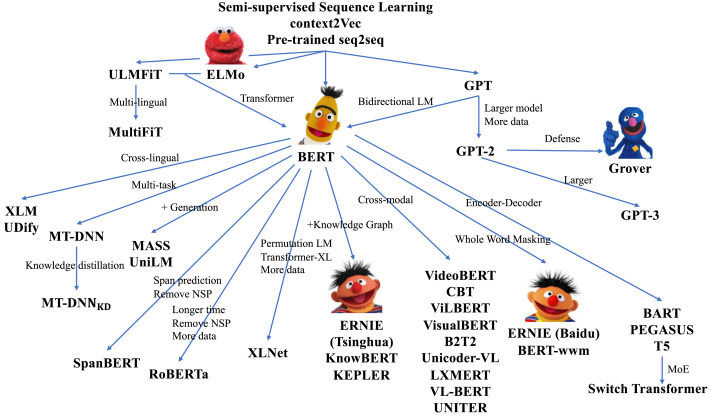 Semi-supervised Sequence Learning
context2Vec
Pre-trained seq2seq
ULMFiT
ELMo
GPT
Multi-lingual
Transformer
Bidirectional LM
Larger model
More data
MultiFiT
Defense
BERT
GPT-2
Grover
Cross-lingual
Larger
Multi-task
XLM
UDify
+ Generation
Cross-modal
Encoder-Decoder
GPT-3
MT-DNN
+Knowledge Graph
MASS
UniLM
Permutation LM
Transformer-XL
More data
Whole Word Masking
Knowledge distillation
Span prediction
Remove NSP
VideoBERT
CBT
ViLBERT
VisualBERT
B2T2
Unicoder-VL
LXMERT
VL-BERT
UNITER
MT-DNNKD
Longer time
Remove NSP
More data
ERNIE
(Tsinghua)
KnowBERT
KEPLER
ERNIE (Baidu)
BERT-wwm
BART
PEGASUS
T5
XLNet
SpanBERT
RoBERTa
MoE
Switch Transformer